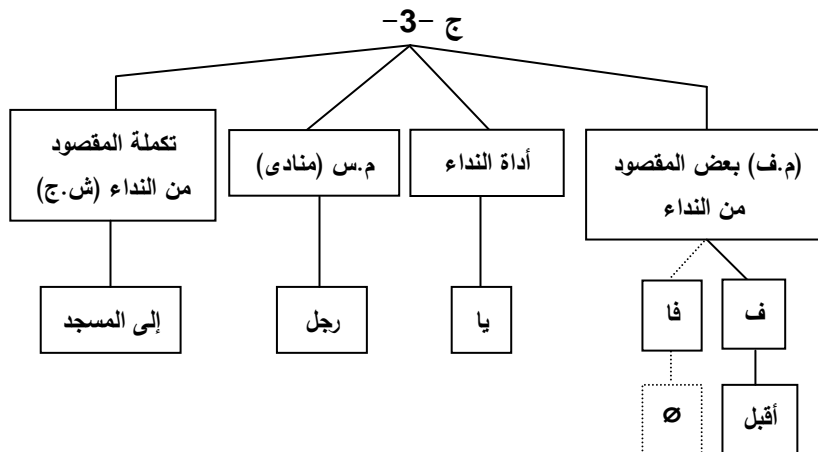 ج -3-
(م.ف) بعض المقصود
من النداء
أداة النداء
م.س (منادى)
تكملة المقصود
من النداء (ش.ج)
ف
فا
يا
رجل
إلى المسجد
أقبل
ø